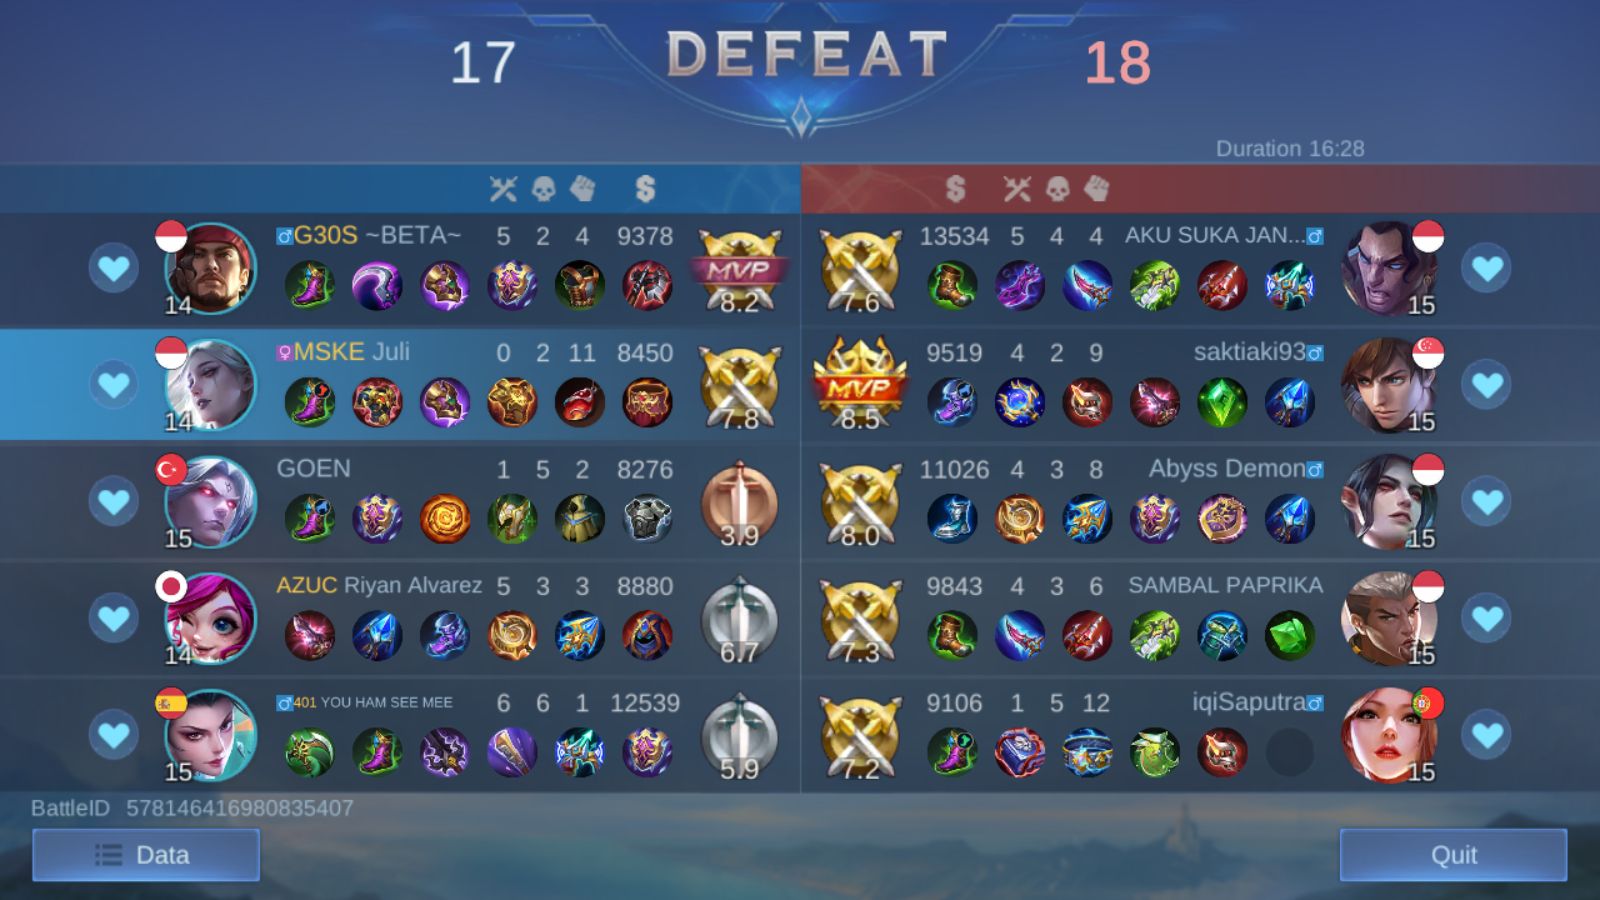 17 DEFEAT 18
Duration 16:28
G30S ~BETA~ 5 2 4 9378
14 MVP 8.2
13534 5 4 4 AKU SUKA JAN...
7.6 15
MSKE Juli 0 2 11 8450
14 7.8
9519 4 2 9 saktiaki93
MVP 8.5 15
GOEN 1 5 2 8276
15 3.9
11026 4 3 8 Abyss Demon
8.0 15
AZUC Riyan Alvarez 5 3 3 8880
14 6.7
9843 4 3 6 SAMBAL PAPRIKA
7.3 15
401 YOU HAM SEE MEE 6 6 1 12539
15 5.9
9106 1 5 12 iqiSaputra
7.2 15
BattleID 578146416980835407
Data Quit